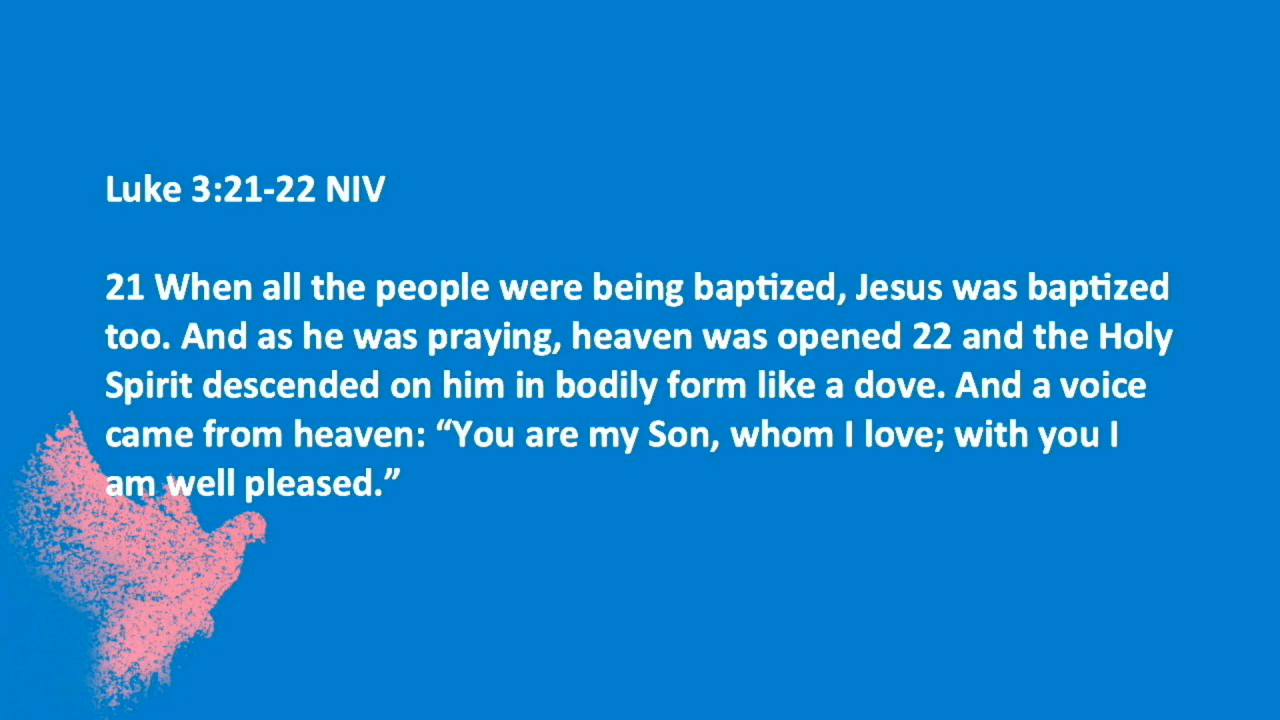 Luke 3:21-22 NIV
21 When all the people were being baptized, Jesus was baptized
too. And as he was praying, heaven was opened 22 and the Holy
Spirit descended on him in bodily form like a dove. And a voice
came from heaven: “You are my Son, whom I love; with you I
am well pleased.”